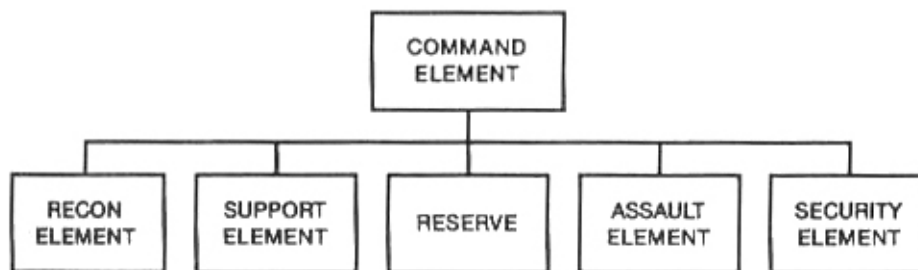 COMMAND
ELEMENT
RECON
ELEMENT
SUPPORT
ELEMENT
RESERVE
ASSAULT
ELEMENT
SECURITY
ELEMENT